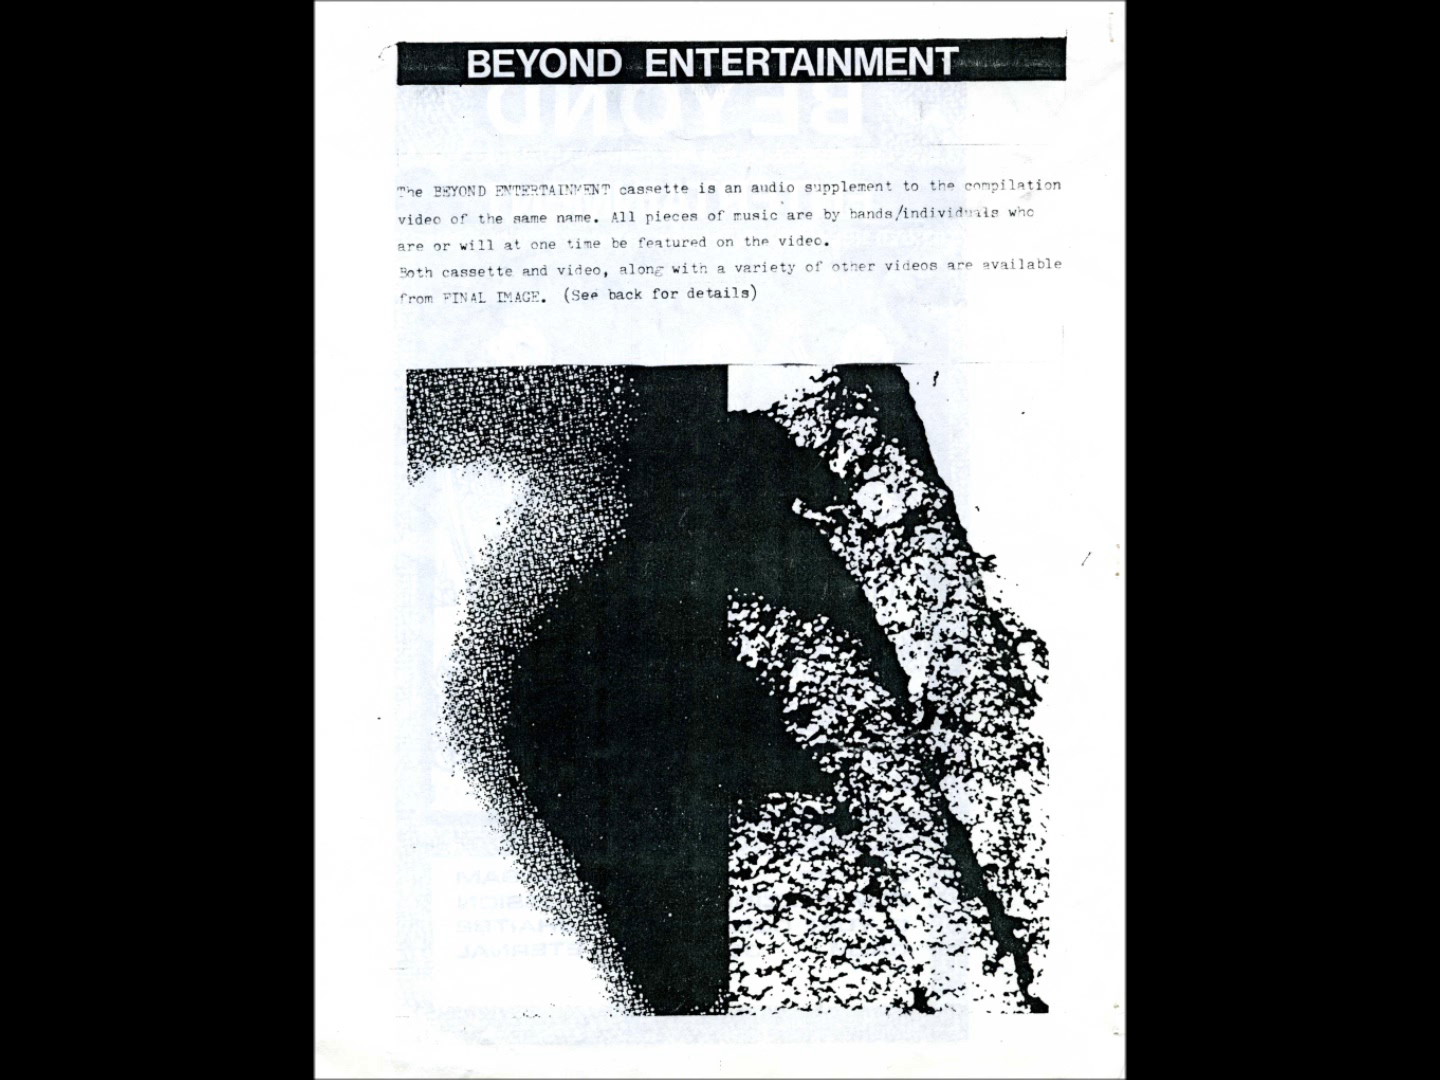 BEYOND ENTERTAINMENT
The BEYOND ENTERTAINMENT cassette is an audio supplement to the compilation
video of the same name. All pieces of music are by bands/individuals who
are or will at one time be featured on the video.
Both cassette and video, along with a variety of other videos are available
from FINAL IMAGE. (See back for details)